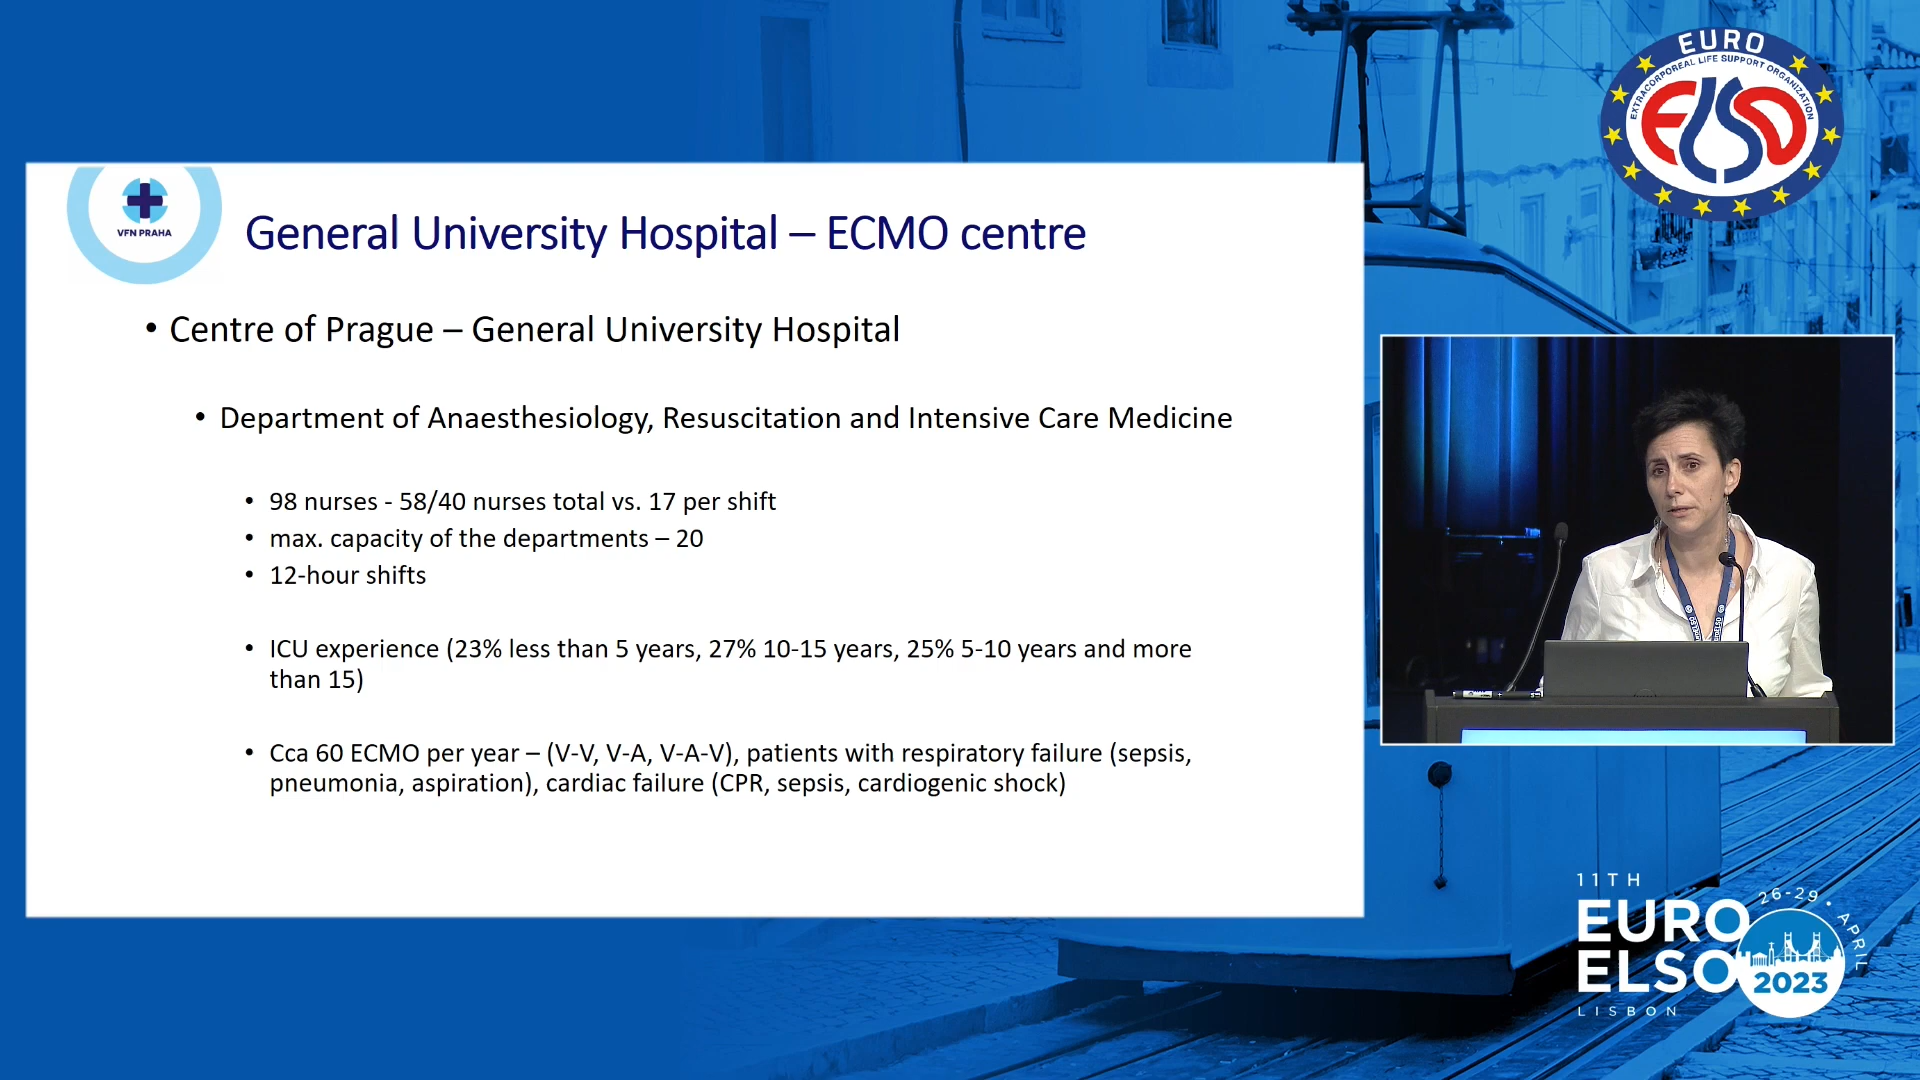 EURO
EXTRACORPOREAL LIFE SUPPORT ORGANIZATION
ELSO
VFN PRAHA
General University Hospital – ECMO centre
• Centre of Prague – General University Hospital
• Department of Anaesthesiology, Resuscitation and Intensive Care Medicine
• 98 nurses - 58/40 nurses total vs. 17 per shift
• max. capacity of the departments – 20
• 12-hour shifts
• ICU experience (23% less than 5 years, 27% 10-15 years, 25% 5-10 years and more
than 15)
• Cca 60 ECMO per year – (V-V, V-A, V-A-V), patients with respiratory failure (sepsis,
pneumonia, aspiration), cardiac failure (CPR, sepsis, cardiogenic shock)
11TH
EURO
ELSO
LISBON
26-29 • APRIL
2023